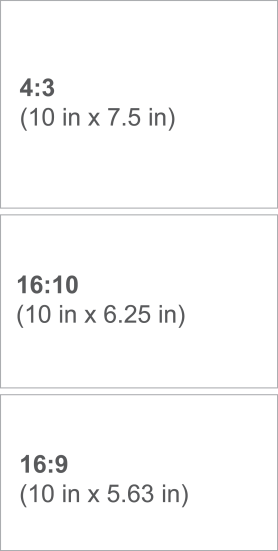 4:3
(10 in x 7.5 in)
16:10
(10 in x 6.25 in)
16:9
(10 in x 5.63 in)